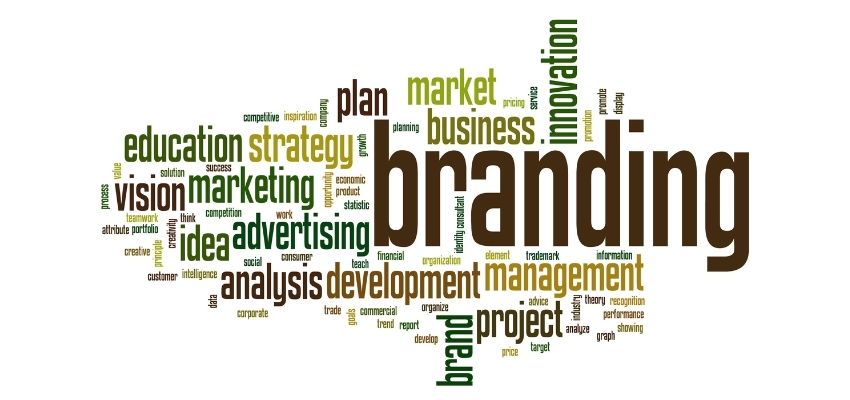 innovation
market
plan
pricing
service
promote
display
promotion
competitive
inspiration
company
planning
business
branding
education
strategy
growth
success
solution
value
process
vision
marketing
opportunity
economic
product
statistic
teamwork
think
competition
work
attribute
portfolio
creativity
idea
advertising
identity consultant
creative
principle
social
consumer
teach
financial
organization
element
trademark
information
customer
intelligence
analysis
development
management
data
corporate
trade
goals
commercial
organize
trend
report
develop
brand
project
advice
industry
theory
recognition
performance
analyze
showing
graph
price
target